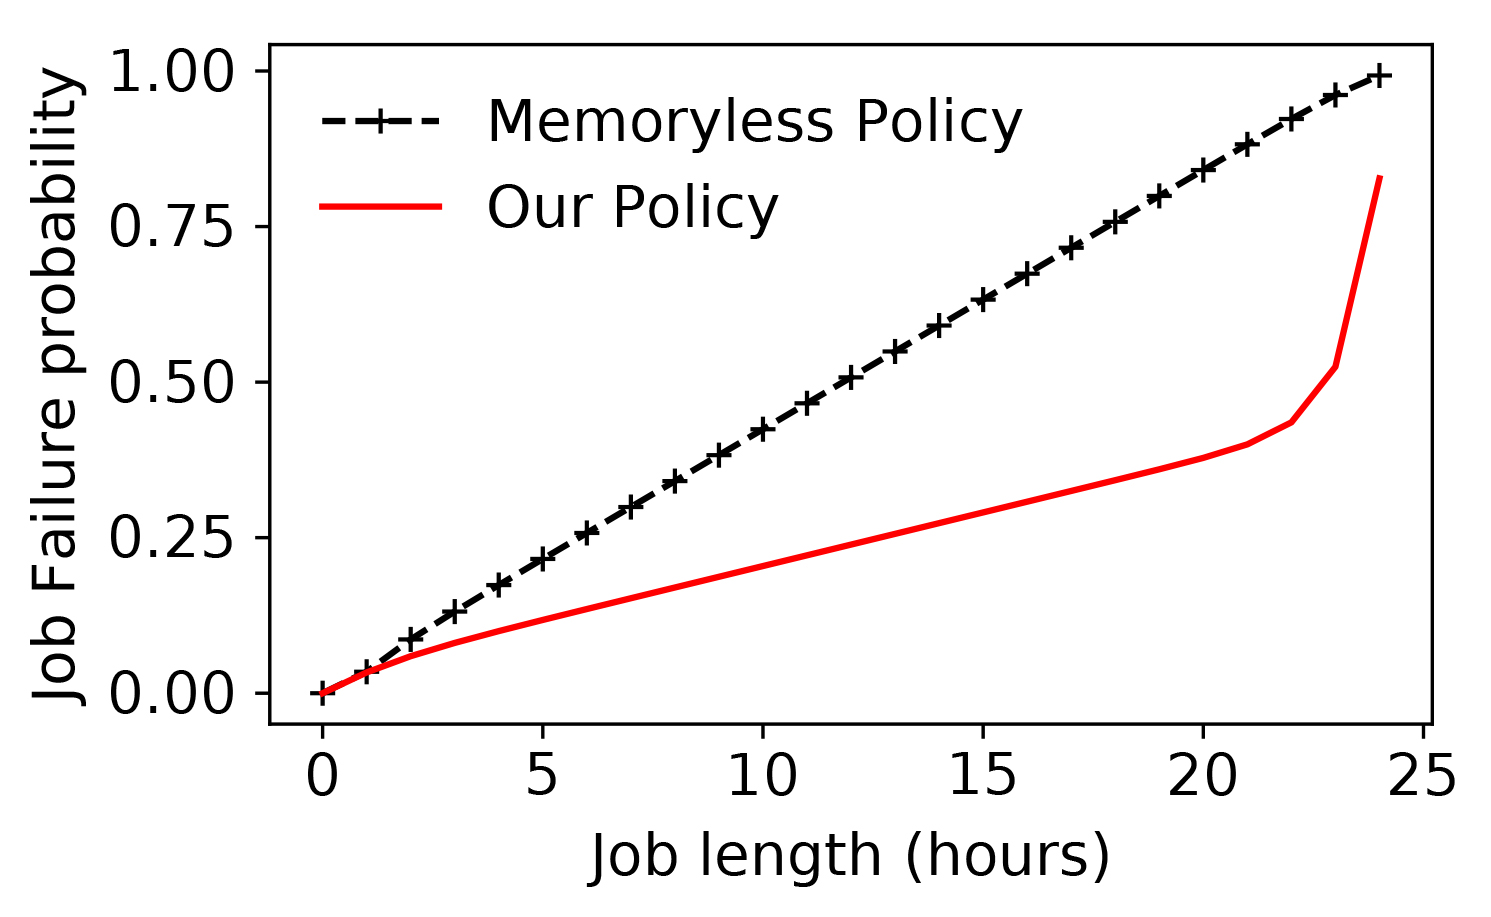 Job Failure probability
1.00
0.75
0.50
0.25
0.00
Memoryless Policy
Our Policy
0 5 10 15 20 25
Job length (hours)